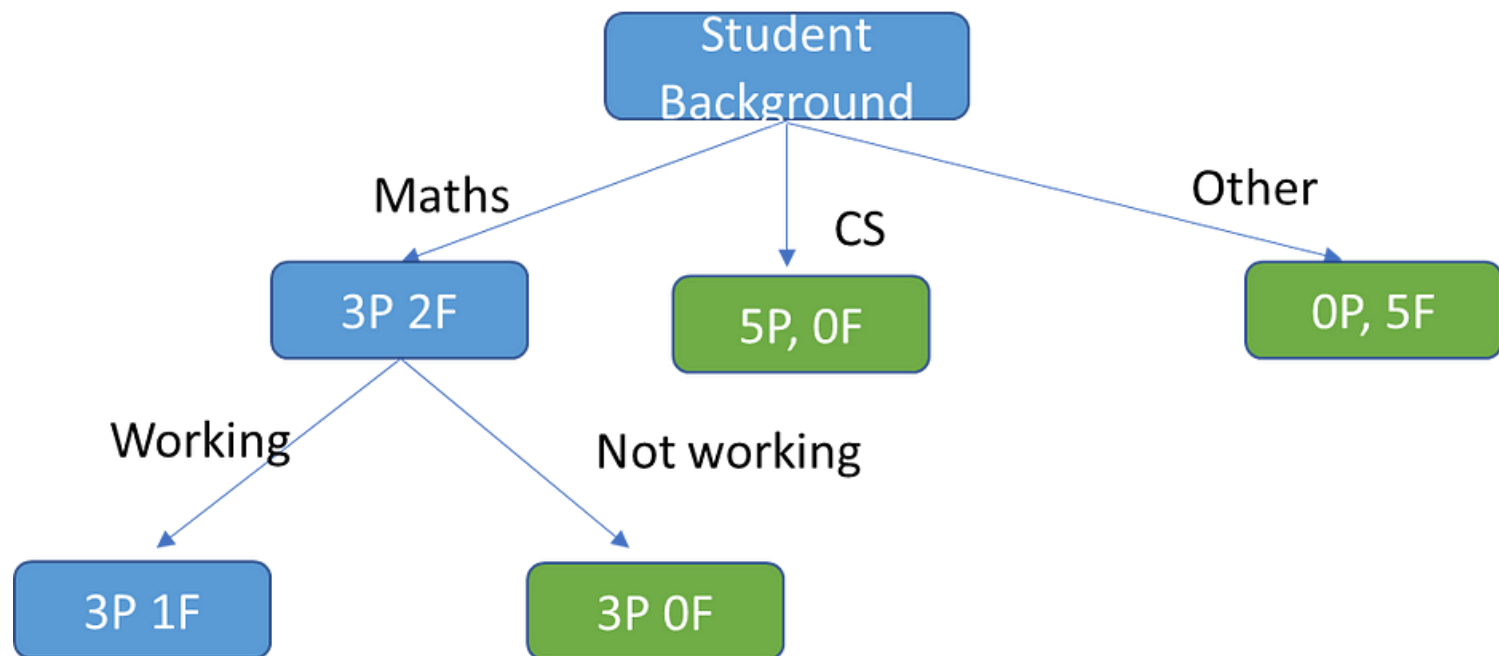 Student
Background
Maths
CS
Other
3P 2F
5P, 0F
0P, 5F
Working
Not working
3P 1F
3P 0F